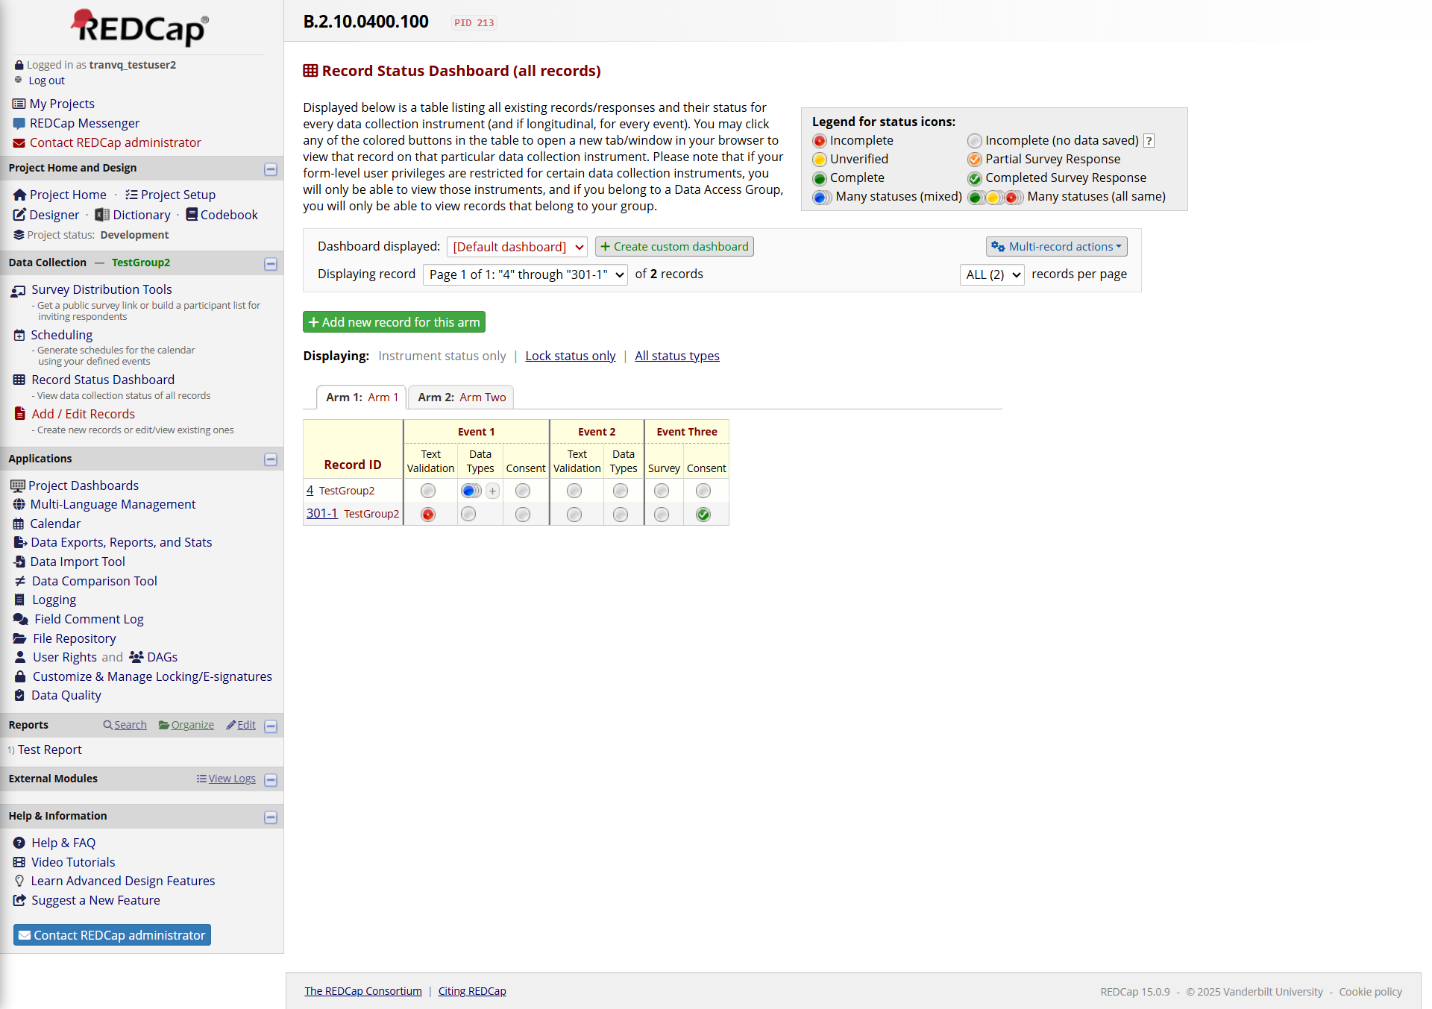 REDCap®
Logged in as tranvq_testuser2
Log out
My Projects
REDCap Messenger
Contact REDCap administrator
Project Home and Design
Project Home · Project Setup
Designer · Dictionary · Codebook
Project status: Development
Data Collection — TestGroup2
Survey Distribution Tools
- Get a public survey link or build a participant list for
inviting respondents
Scheduling
- Generate schedules for the calendar
using your defined events
Record Status Dashboard
- View data collection status of all records
Add / Edit Records
- Create new records or edit/view existing ones
Applications
Project Dashboards
Multi-Language Management
Calendar
Data Exports, Reports, and Stats
Data Import Tool
Data Comparison Tool
Logging
Field Comment Log
File Repository
User Rights and DAGs
Customize & Manage Locking/E-signatures
Data Quality
Reports Search Organize Edit
1) Test Report
External Modules View Logs
Help & Information
Help & FAQ
Video Tutorials
Learn Advanced Design Features
Suggest a New Feature
Contact REDCap administrator
B.2.10.0400.100 PID 213
Record Status Dashboard (all records)
Displayed below is a table listing all existing records/responses and their status for
every data collection instrument (and if longitudinal, for every event). You may click
any of the colored buttons in the table to open a new tab/window in your browser to
view that record on that particular data collection instrument. Please note that if your
form-level user privileges are restricted for certain data collection instruments, you
will only be able to view those instruments, and if you belong to a Data Access Group,
you will only be able to view records that belong to your group.
Legend for status icons:
Incomplete Incomplete (no data saved) ?
Unverified Partial Survey Response
Complete Completed Survey Response
Many statuses (mixed) Many statuses (all same)
Dashboard displayed: [Default dashboard] + Create custom dashboard Multi-record actions
Displaying record Page 1 of 1: "4" through "301-1" of 2 records ALL (2) records per page
+ Add new record for this arm
Displaying: Instrument status only | Lock status only | All status types
Arm 1: Arm 1 Arm 2: Arm Two
Event 1 Event 2 Event Three
Record ID Text Validation Data Types Consent Text Validation Data Types Survey Consent
4 TestGroup2 +
301-1 TestGroup2
The REDCap Consortium | Citing REDCap
REDCap 15.0.9 - © 2025 Vanderbilt University - Cookie policy